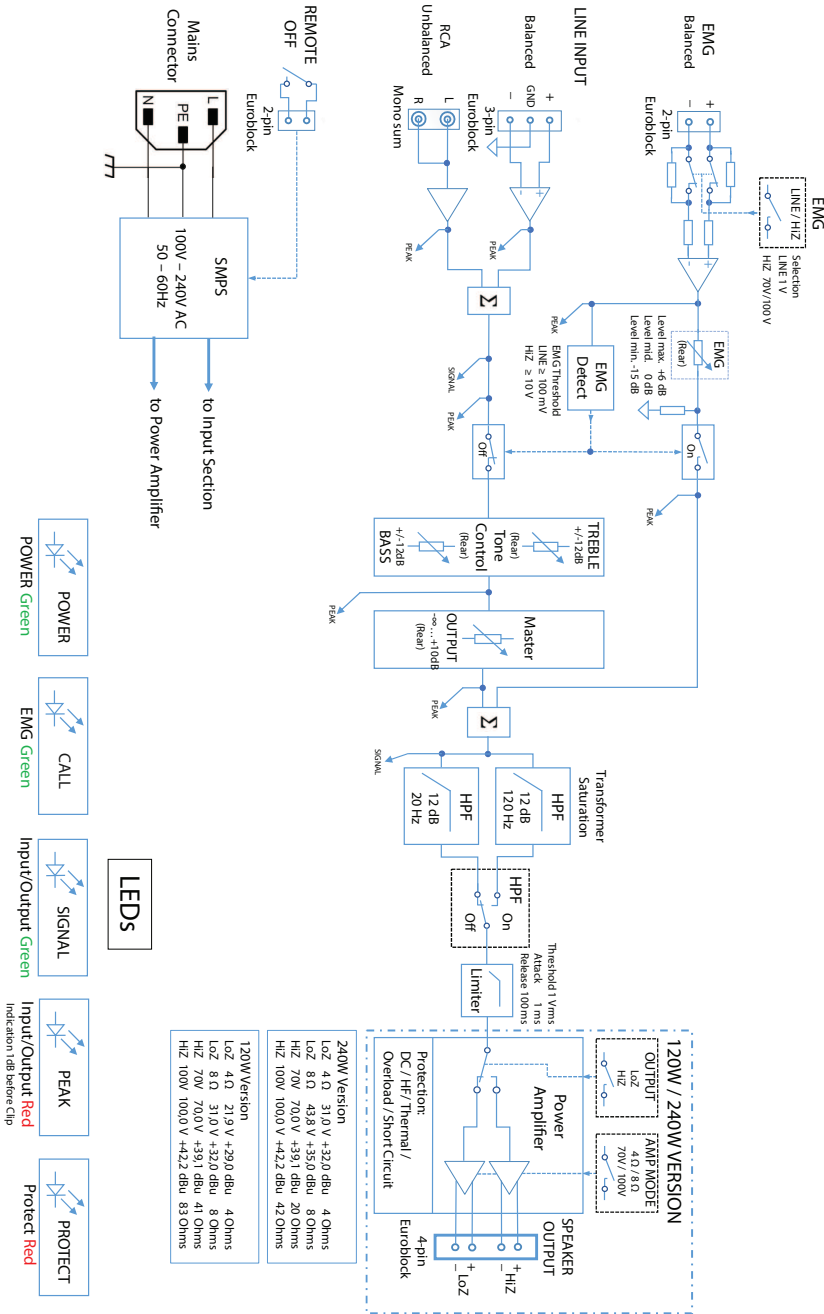 EMG
LINE / HiZ
Selection
LINE 1 V
HiZ 70V/100 V
EMG
Balanced
+
−
2-pin
Euroblock
+
-
EMG
(Rear)
Level max. +6 dB
Level mid. 0 dB
Level min. -15 dB
On
PEAK
PEAK
EMG
Detect
EMG Threshold
LINE ≥ 100 mV
HiZ ≥ 10 V
LINE INPUT
Balanced
+
GND
−
3-pin
Euroblock
+
-
PEAK
RCA
Unbalanced
L
R
Mono sum
PEAK
Σ
SIGNAL
PEAK
Off
TREBLE
+/-12dB
(Rear)
Tone
Control
(Rear)
+/-12dB
BASS
PEAK
Master
OUTPUT
-∞ ... +10dB
(Rear)
PEAK
Σ
SIGNAL
Transformer
Saturation
HPF
12 dB
120 Hz
HPF
12 dB
20 Hz
HPF
On
Off
Threshold 1 Vrms
Attack 1 ms
Release 100 ms
Limiter
120W / 240W VERSION
OUTPUT
LoZ
HiZ
AMP MODE
4 Ω / 8 Ω
70V / 100V
Power
Amplifier
Protection:
DC / HF / Thermal /
Overload / Short Circuit
SPEAKER
OUTPUT
+
−
HiZ
+
−
LoZ
4-pin
Euroblock
240W Version
LoZ 4 Ω 31,0 V +32,0 dBu 4 Ohms
LoZ 8 Ω 43,8 V +35,0 dBu 8 Ohms
HiZ 70V 70,0 V +39,1 dBu 20 Ohms
HiZ 100V 100,0 V +42,2 dBu 42 Ohms
120W Version
LoZ 4 Ω 21,9 V +29,0 dBu 4 Ohms
LoZ 8 Ω 31,0 V +32,0 dBu 8 Ohms
HiZ 70V 70,0 V +39,1 dBu 41 Ohms
HiZ 100V 100,0 V +42,2 dBu 83 Ohms
REMOTE
OFF
2-pin
Euroblock
Mains
Connector
L
PE
N
SMPS
100V – 240V AC
50 – 60Hz
to Input Section
to Power Amplifier
LEDs
POWER
POWER Green
CALL
EMG Green
SIGNAL
Input/Output Green
PEAK
Input/Output Red
Indication 1dB before Clip
PROTECT
Protect Red